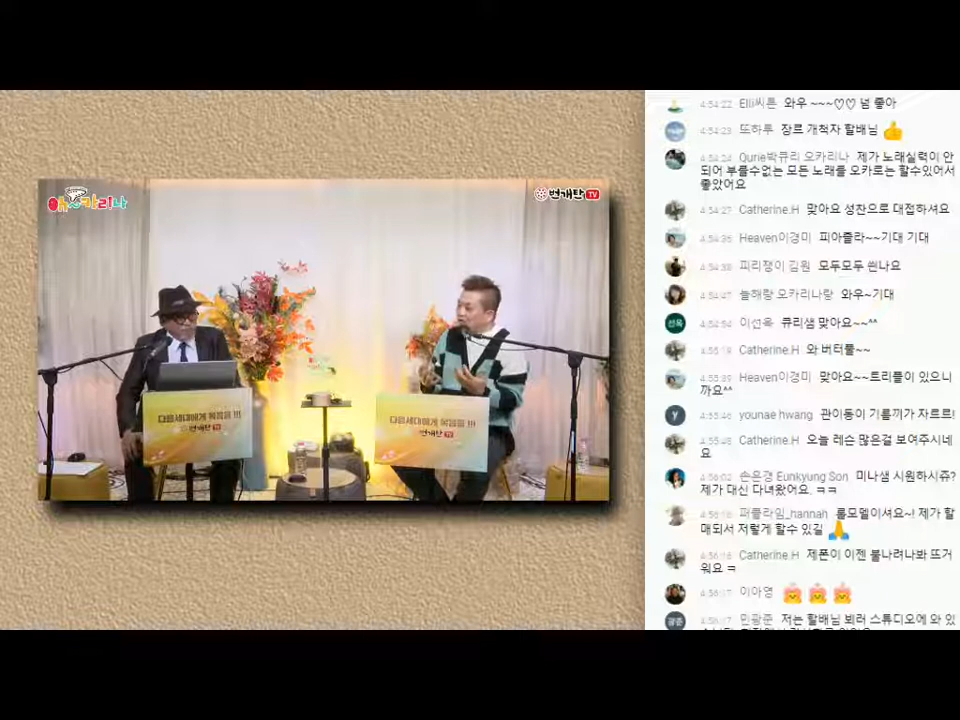 오카리나
번개탄 TV
다음세대에게 복음을 !!!
번개탄 TV
다음세대에게 복음을 !!!
번개탄 TV
4:54:22 Elli씨튼 와우 ~~~♡♡ 넘 좋아
4:54:23 또하루 장르 개척자 할배님 👍
4:54:24 Qurie박큐리 오카리나 제가 노래실력이 안
되어 부를수없는 모든 노래를 오카로는 할수있어서
좋았어요
4:54:27 Catherine.H 맞아요 성찬으로 대접하셔요
4:54:35 Heaven이경미 피아졸라~~기대 기대
4:54:38 피리쟁이 김원 모두모두 씐나요
4:54:47 늘해랑 오카리나랑 와우~기대
선옥 4:54:54 이선옥 큐리샘 맞아요~~^^
4:55:19 Catherine.H 와 버터풀~~
4:55:39 Heaven이경미 맞아요~트리플이 있으니
까요^^
y 4:55:46 younae hwang 관이동이 기름끼가 자르르!
4:55:48 Catherine.H 오늘 레슨 많은걸 보여주시네
요
4:56:02 손은경 Eunkyung Son 미나샘 시원하시쥬?
제가 대신 다녀왔어요. ㅋㅋ
4:56:16 퍼플라임_hannah 롤모델이셔요~! 제가 할
매되서 저렇게 할수 있길 🙏
4:56:16 Catherine.H 제폰이 이젠 불나려나봐 뜨거
워요 ㅋ
4:56:17 이아영
광준 4:56:17 민광준 저는 할배님 뵈러 스튜디오에 와 있